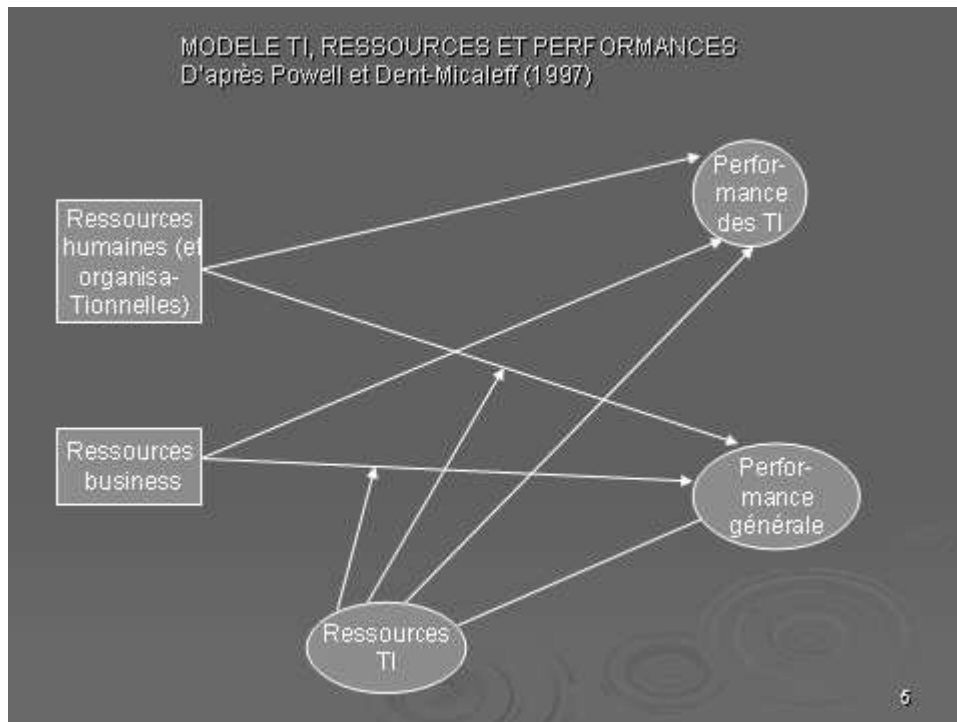 MODELE TI, RESSOURCES ET PERFORMANCES
D'après Powell et Dent-Micaleff (1997)
Perfor-
mance
des TI
Ressources
humaines (et
organisa-
Tionnelles)
Ressources
business
Perfor-
mance
générale
Ressources
TI
5